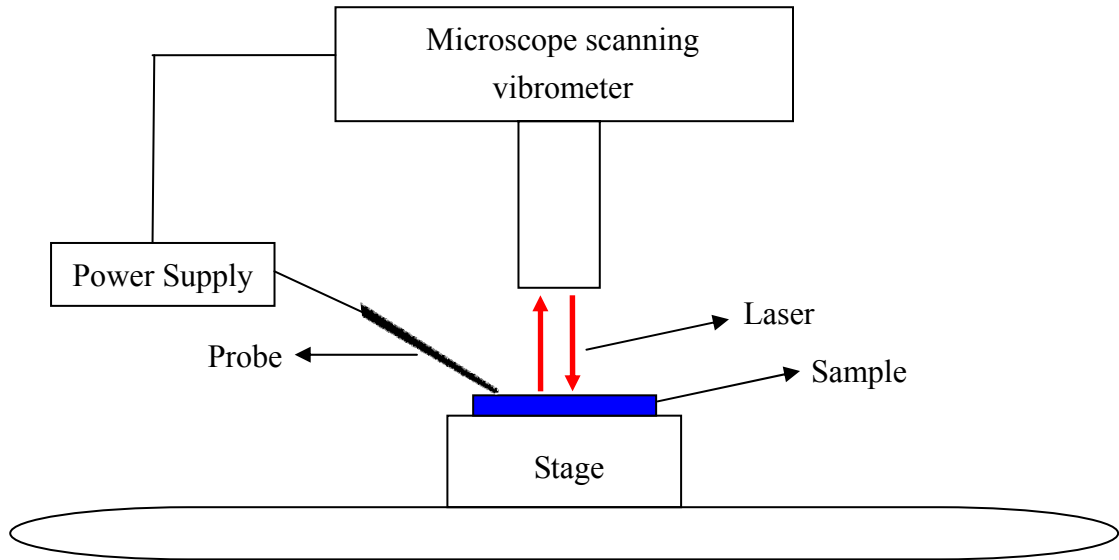 Microscope scanning
vibrometer
Power Supply
Laser
Probe
Sample
Stage